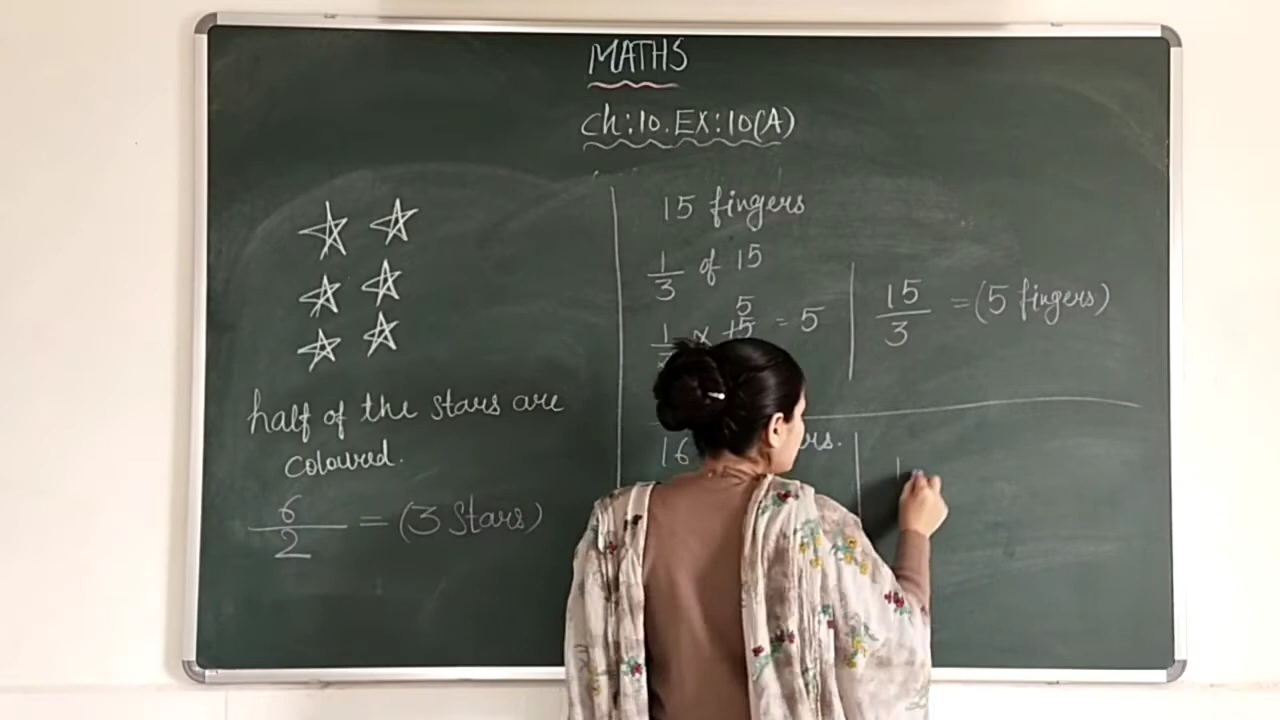 MATHS
Ch:10.EX:10(A)
half of the stars are
coloured.
6
2
= (3 Stars)
15 fingers
1
3
of 15
5
1 × 15 = 5
15
3
= (5 fingers)
16